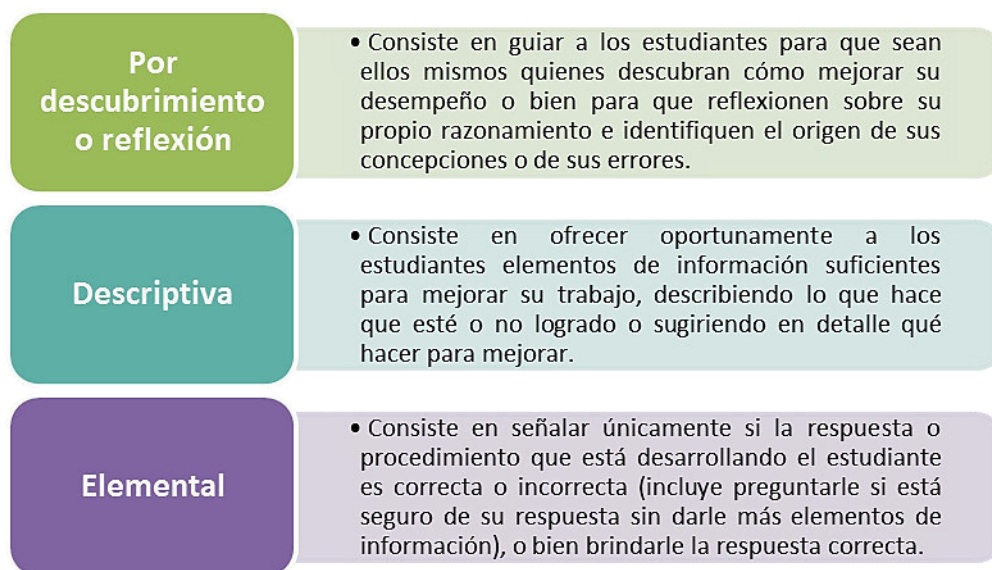 Por
descubrimiento
o reflexión
• Consiste en guiar a los estudiantes para que sean
ellos mismos quienes descubran cómo mejorar su
desempeño o bien para que reflexionen sobre su
propio razonamiento e identifiquen el origen de sus
concepciones o de sus errores.
Descriptiva
• Consiste en ofrecer oportunamente a los
estudiantes elementos de información suficientes
para mejorar su trabajo, describiendo lo que hace
que esté o no logrado o sugiriendo en detalle qué
hacer para mejorar.
Elemental
• Consiste en señalar únicamente si la respuesta o
procedimiento que está desarrollando el estudiante
es correcta o incorrecta (incluye preguntarle si está
seguro de su respuesta sin darle más elementos de
información), o bien brindarle la respuesta correcta.